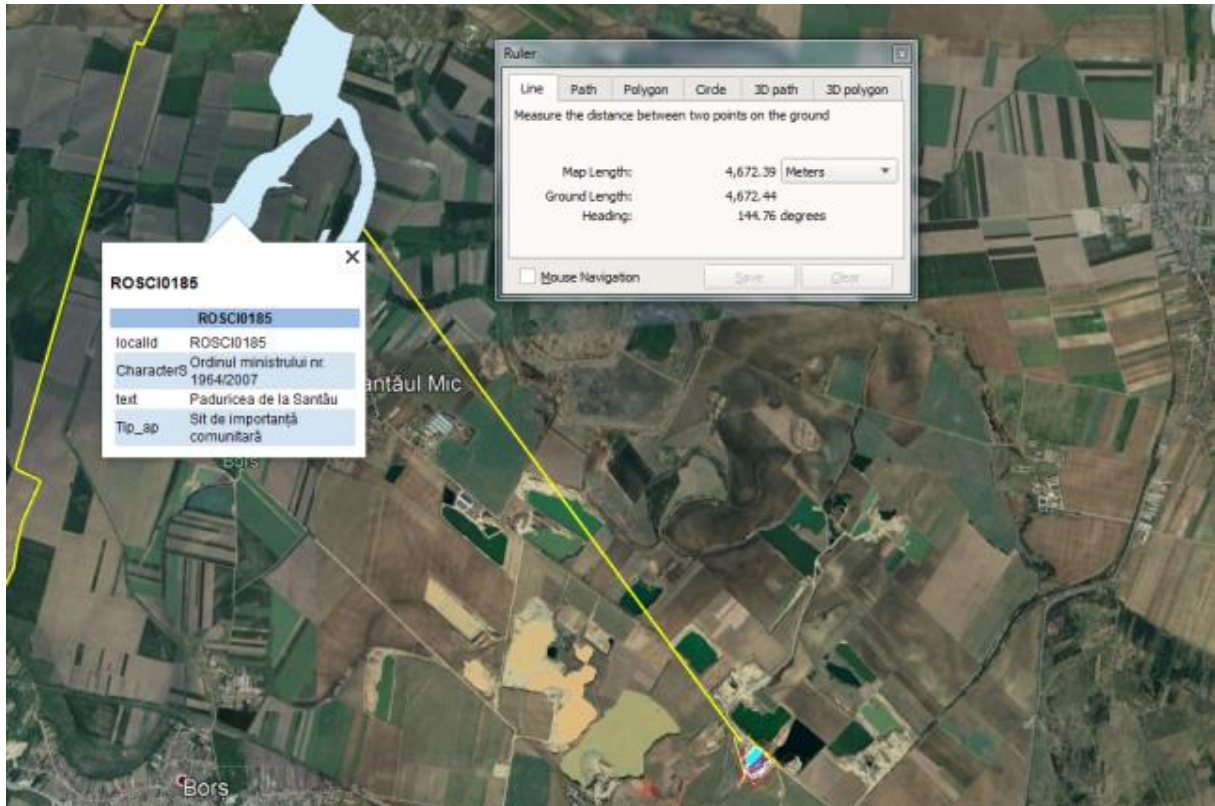 Ruler
Line Path Polygon Circle 3D path 3D polygon
Measure the distance between two points on the ground
Map Length: 4,672.39 Meters
Ground Length: 4,672.44
Heading: 144.76 degrees
Mouse Navigation Save Clear
ROSCI0185
ROSCI0185
localId ROSCI0185
CharacterS Ordinul ministrului nr.
1964/2007
text Paduricea de la Santău
Tip_ap Sit de importanță
comunitară
antăul Mic
Bors
Bors